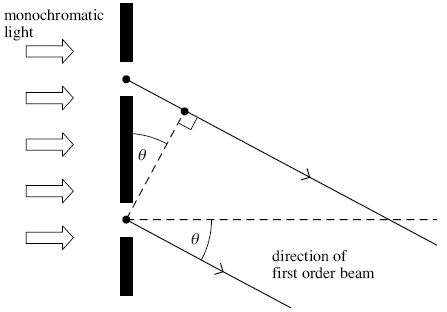 monochromatic
light
θ
θ
direction of
first order beam